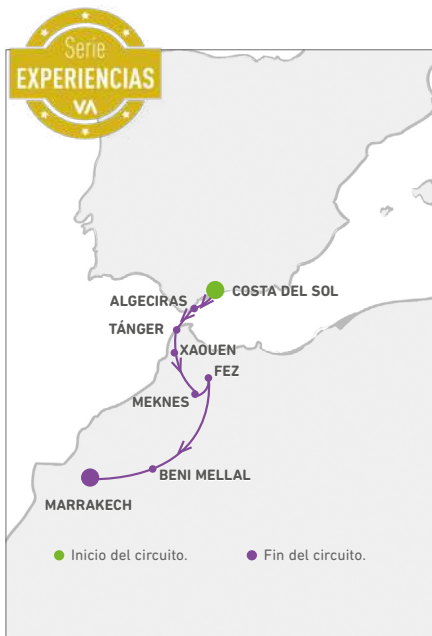 Serie
EXPERIENCIAS
VA
COSTA DEL SOL
ALGECIRAS
TÁNGER
XAOUEN
FEZ
MEKNES
BENI MELLAL
MARRAKECH
Inicio del circuito.
Fin del circuito.